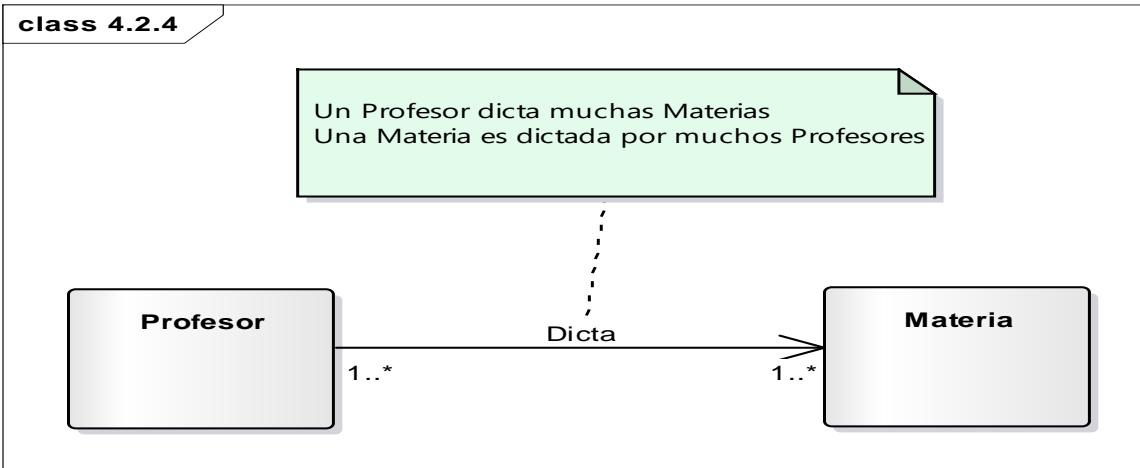 class 4.2.4
Un Profesor dicta muchas Materias
Una Materia es dictada por muchos Profesores
Profesor
Dicta
Materia
1..*
1..*